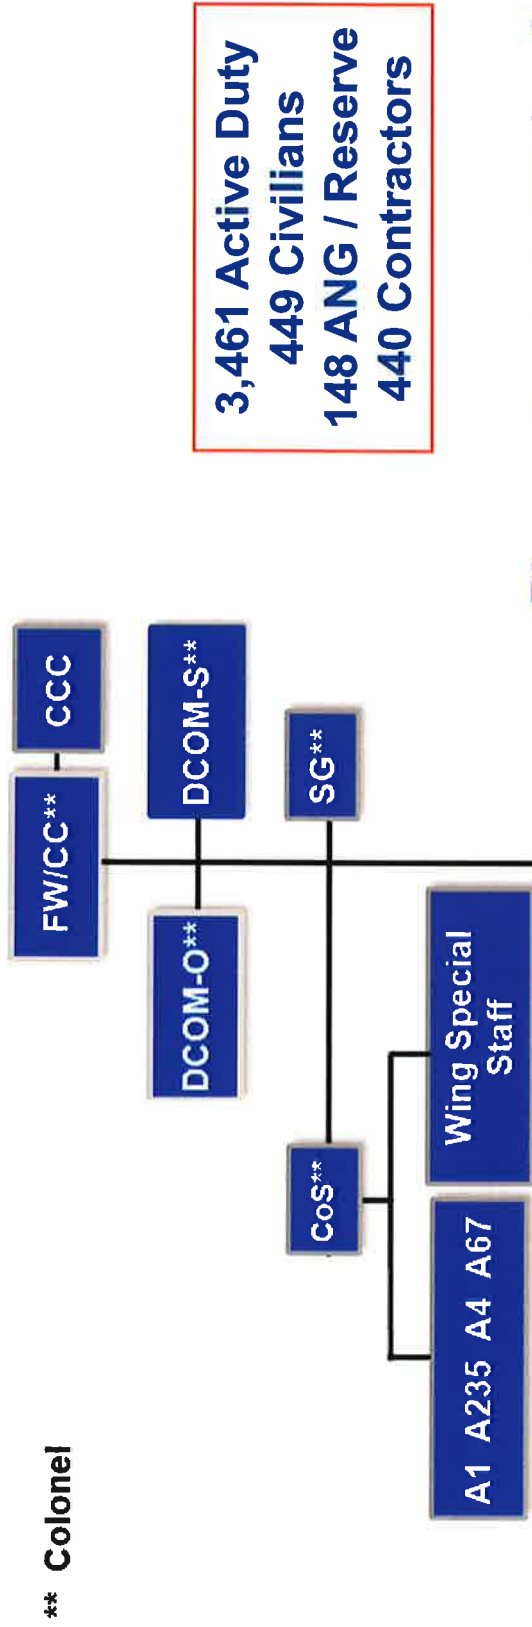 ** Colonel
FW/CC**
CCC
DCOM-O**
DCOM-S**
CoS**
SG**
A1 A235 A4 A67
Wing Special
Staff
3,461 Active Duty
449 Civilians
148 ANG / Reserve
440 Contractors